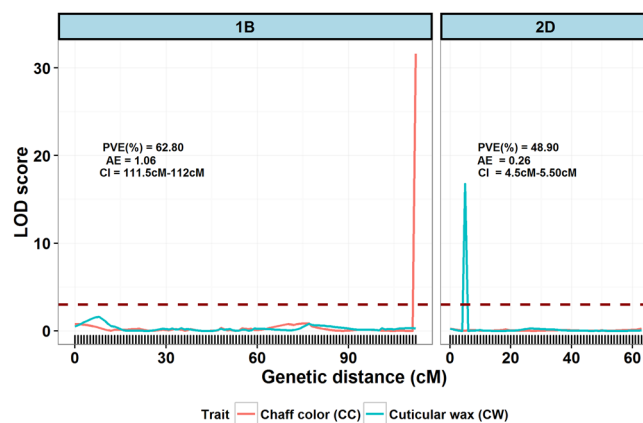 1B
2D
LOD score
30
20
10
0
PVE(%) = 62.80
AE = 1.06
CI = 111.5cM-112cM
PVE(%) = 48.90
AE = 0.26
CI = 4.5cM-5.50cM
0 30 60 90
0 20 40 60
Genetic distance (cM)
Trait Chaff color (CC) Cuticular wax (CW)